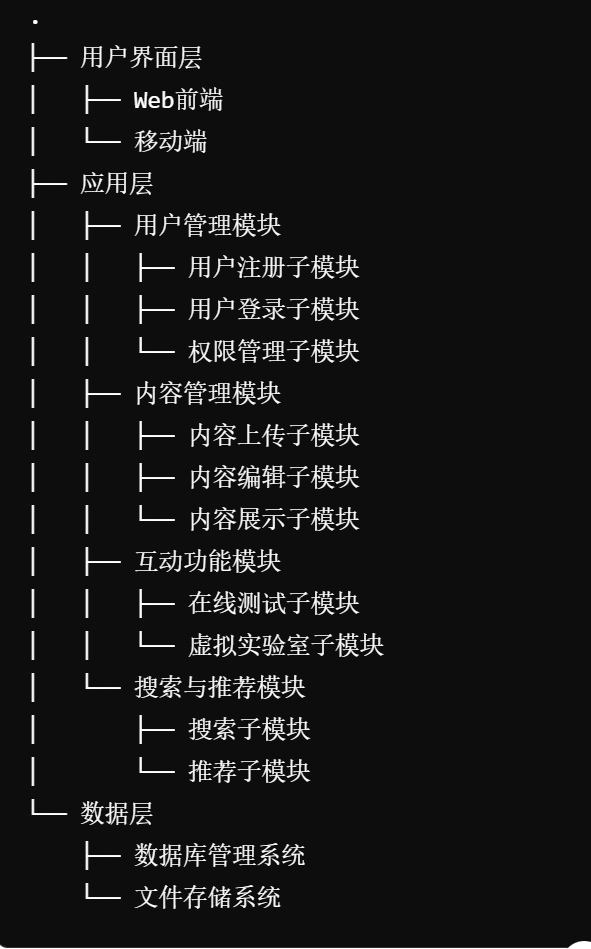 .
├── 用户界面层
│   ├── Web前端
│   └── 移动端
├── 应用层
│   ├── 用户管理模块
│   │   ├── 用户注册子模块
│   │   ├── 用户登录子模块
│   │   └── 权限管理子模块
│   ├── 内容管理模块
│   │   ├── 内容上传子模块
│   │   ├── 内容编辑子模块
│   │   └── 内容展示子模块
│   ├── 互动功能模块
│   │   ├── 在线测试子模块
│   │   └── 虚拟实验室子模块
│   └── 搜索与推荐模块
│       ├── 搜索子模块
│       └── 推荐子模块
└── 数据层
    ├── 数据库管理系统
    └── 文件存储系统